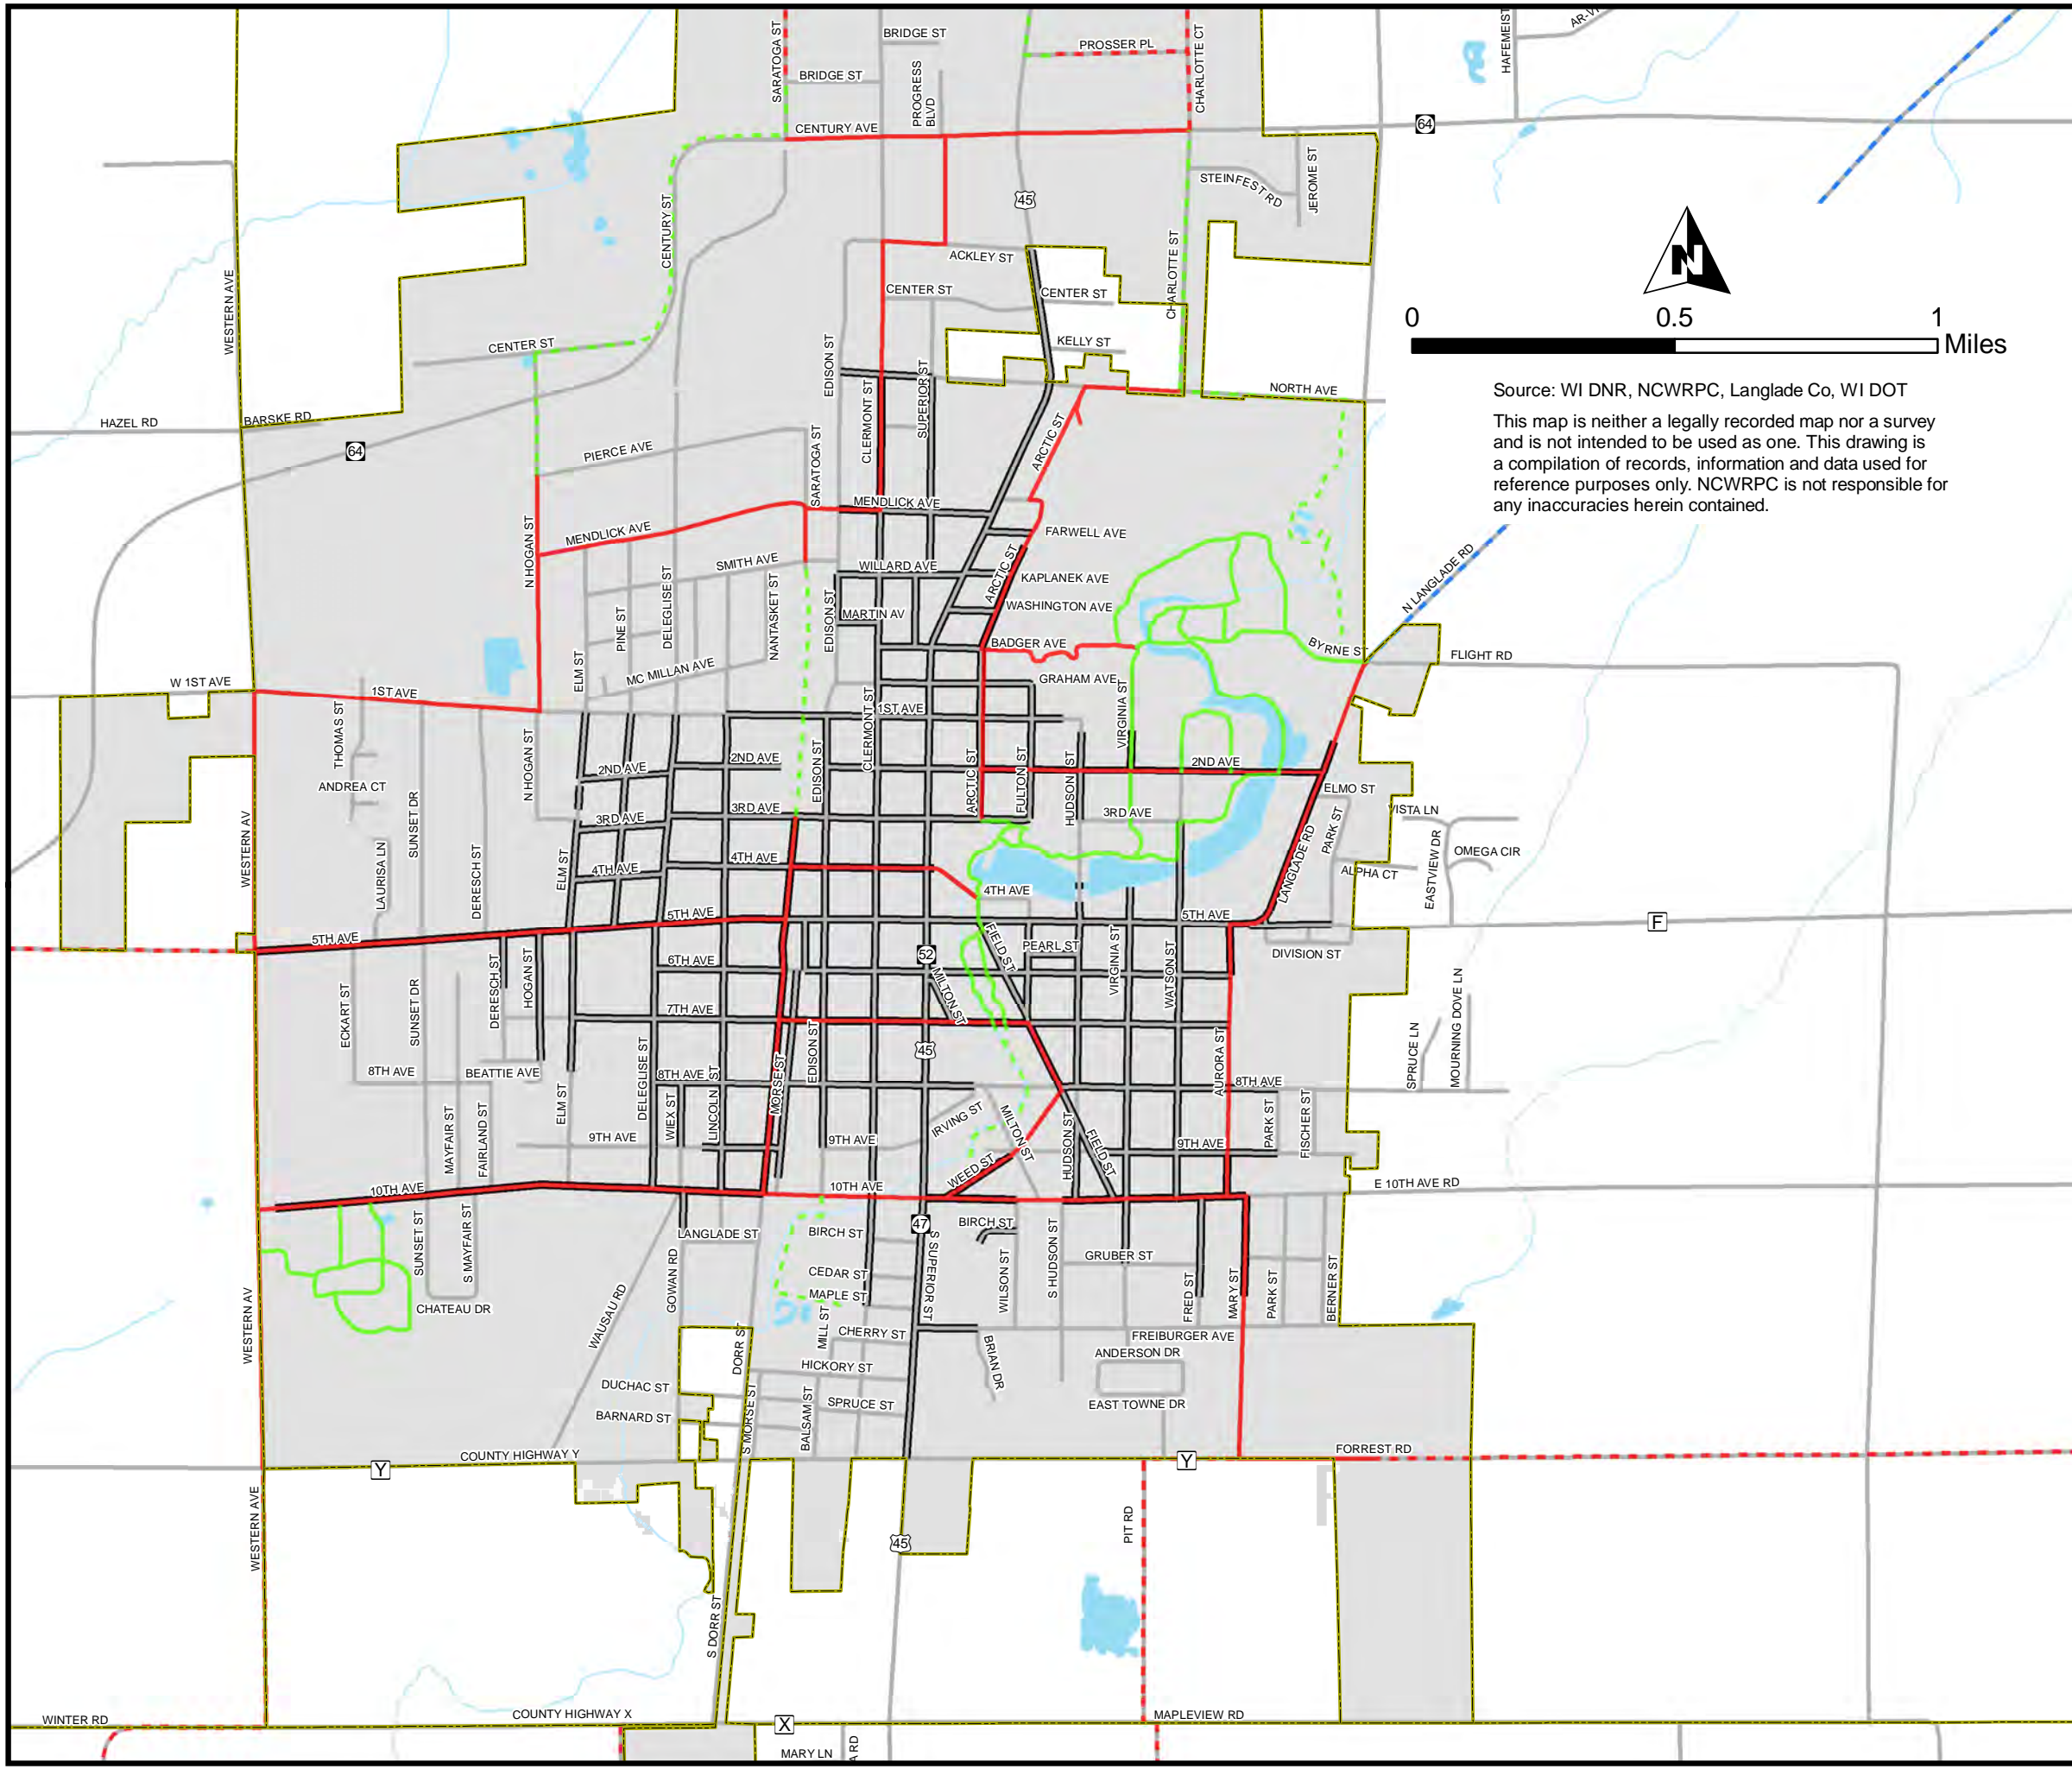 SARATOGA ST
BRIDGE ST
PROSSER PL
CHARLOTTE CT
HAFEMEIST
BRIDGE ST
PROGRESS
BLVD
CENTURY AVE
64
STEINFEST RD
JEROME ST
45
CENTURY ST
WESTERN AVE
ACKLEY ST
CHARLOTTE ST
CENTER ST
CENTER ST
N
0
0.5
1
Miles
CENTER ST
EDISON ST
KELLY ST
SUPERIOR ST
CLERMONT ST
NORTH AVE
Source: WI DNR, NCWRPC, Langlade Co, WI DOT
This map is neither a legally recorded map nor a survey
and is not intended to be used as one. This drawing is
a compilation of records, information and data used for
reference purposes only. NCWRPC is not responsible for
any inaccuracies herein contained.
HAZEL RD
BARSKE RD
64
PIERCE AVE
SARATOGA ST
ARCTIC ST
MENDLICK AVE
MENDLICK AVE
FARWELL AVE
N HOGAN ST
SMITH AVE
WILLARD AVE
ARCTIC ST
KAPLANEK AVE
N LANGLADE RD
PINE ST
DELEGLISE ST
NANTASKET ST
EDISON ST
MARTIN AV
WASHINGTON AVE
BADGER AVE
BYRNE ST
FLIGHT RD
ELM ST
MC MILLAN AVE
GRAHAM AVE
W 1ST AVE
1ST AVE
1ST AVE
CLERMONT ST
VIRGINIA ST
THOMAS ST
N HOGAN ST
2ND AVE
2ND AVE
EDISON ST
ARCTIC ST
FULTON ST
HUDSON ST
2ND AVE
ANDREA CT
ELMO ST
SUNSET DR
3RD AVE
3RD AVE
3RD AVE
VISTA LN
PARK ST
LANGLADE RD
WESTERN AV
LAURISA LN
DERESCH ST
ELM ST
4TH AVE
4TH AVE
4TH AVE
ALPHA CT
EASTVIEW DR
OMEGA CIR
5TH AVE
5TH AVE
5TH AVE
F
FIELD ST
PEARL ST
VIRGINIA ST
WATSON ST
DIVISION ST
52
6TH AVE
MILTON ST
ECKART ST
SUNSET DR
DERESCH ST
HOGAN ST
7TH AVE
45
EDISON ST
MORSE ST
SPRUCE LN
MOURNING DOVE LN
8TH AVE
BEATTIE AVE
8TH AVE
8TH AVE
AURORA ST
ELM ST
DELEGLISE ST
WIEX ST
LINCOLN ST
MAYFAIR ST
FAIRLAND ST
9TH AVE
9TH AVE
IRVING ST
MILTON ST
HUDSON ST
FIELD ST
9TH AVE
PARK ST
FISCHER ST
WEED ST
10TH AVE
10TH AVE
E 10TH AVE RD
SUNSET ST
S MAYFAIR ST
CHATEAU DR
WAUSAU RD
GOWAN RD
LANGLADE ST
BIRCH ST
47
BIRCH ST
S SUPERIOR ST
WILSON ST
S HUDSON ST
GRUBER ST
CEDAR ST
MAPLE ST
MILL ST
CHERRY ST
FRED ST
MARY ST
PARK ST
BERNER ST
FREIBURGER AVE
WESTERN AV
DORR ST
HICKORY ST
BRIAN DR
ANDERSON DR
DUCHAC ST
BARNARD ST
S MORSE ST
BALSAM ST
SPRUCE ST
EAST TOWNE DR
COUNTY HIGHWAY Y
Y
Y
FORREST RD
WESTERN AVE
45
PIT RD
S DORR ST
WINTER RD
COUNTY HIGHWAY X
X
MAPLEVIEW RD
MARY LN
A RD